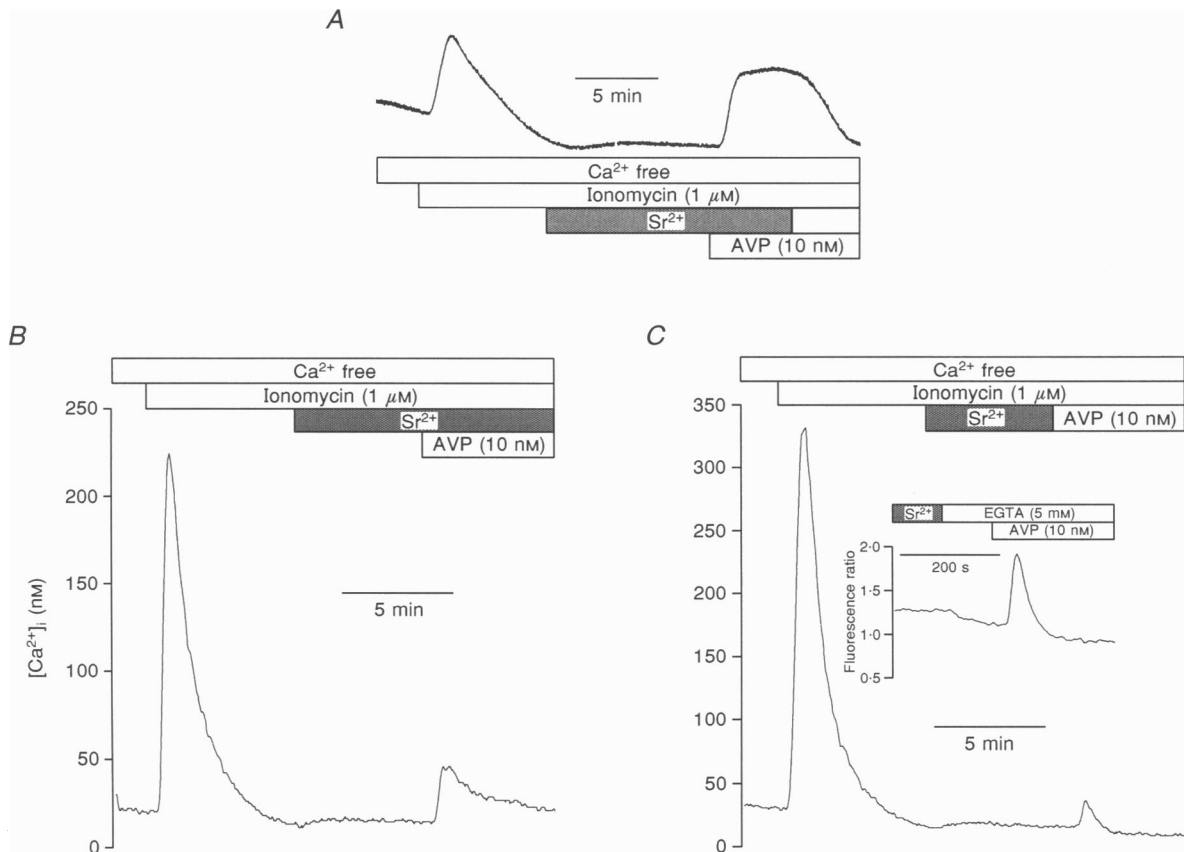 A
5 min
Ca²⁺ free
Ionomycin (1 μM)
Sr²⁺
AVP (10 nM)
B
Ca²⁺ free
Ionomycin (1 μM)
Sr²⁺
AVP (10 nM)
250
200
150
100
50
0
[Ca²⁺]ᵢ (nM)
5 min
C
Ca²⁺ free
Ionomycin (1 μM)
Sr²⁺ AVP (10 nM)
350
300
250
200
150
100
50
0
Sr²⁺ EGTA (5 mM)
AVP (10 nM)
2·0
1·5
1·0
0·5
Fluorescence ratio
200 s
5 min